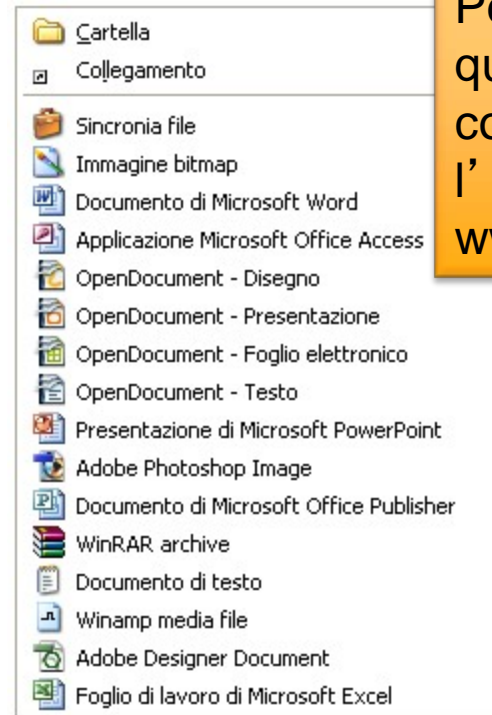 Cartella
Collegamento
Sincronia file
Immagine bitmap
Documento di Microsoft Word
Applicazione Microsoft Office Access
OpenDocument - Disegno
OpenDocument - Presentazione
OpenDocument - Foglio elettronico
OpenDocument - Testo
Presentazione di Microsoft PowerPoint
Adobe Photoshop Image
Documento di Microsoft Office Publisher
WinRAR archive
Documento di testo
Winamp media file
Adobe Designer Document
Foglio di lavoro di Microsoft Excel
l’